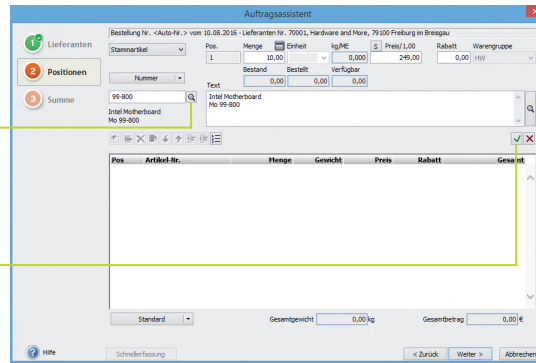 Auftragsassistent
Bestellung Nr. <Auto-Nr.> vom 10.08.2016 - Lieferanten Nr. 70001, Hardware and More, 79100 Freiburg im Breisgau
1 Lieferanten
2 Positionen
3 Summe
Stammartikel
Pos. Menge Einheit kg/ME S Preis/1,00 Rabatt Warengruppe
1 10,00 0,000 249,00 0,00 HW
Nummer
Bestand Bestellt Verfügbar
0,00 0,00 0,00
Text
99-800
Intel Motherboard
Mo 99-800
Intel Motherboard
Mo 99-800
Pos Artikel-Nr. Menge Gewicht Preis Rabatt Gesamt
Standard
Gesamtgewicht 0,00 kg Gesamtbetrag 0,00 €
Hilfe
Schnellerfassung
< Zurück Weiter > Abbrechen